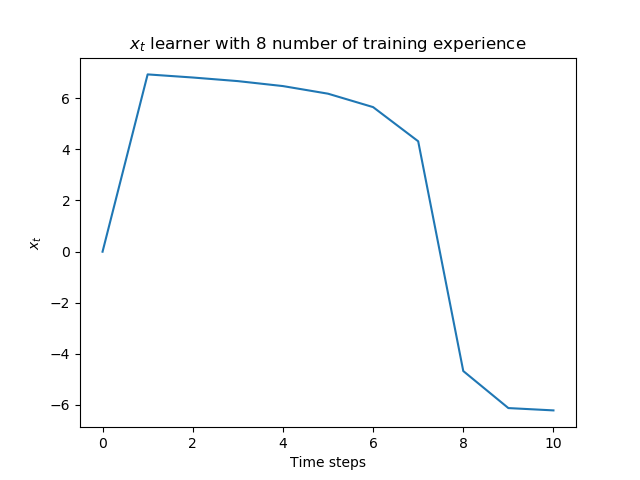 x_t learner with 8 number of training experience
6
4
2
0
−2
−4
−6
x_t
0 2 4 6 8 10
Time steps